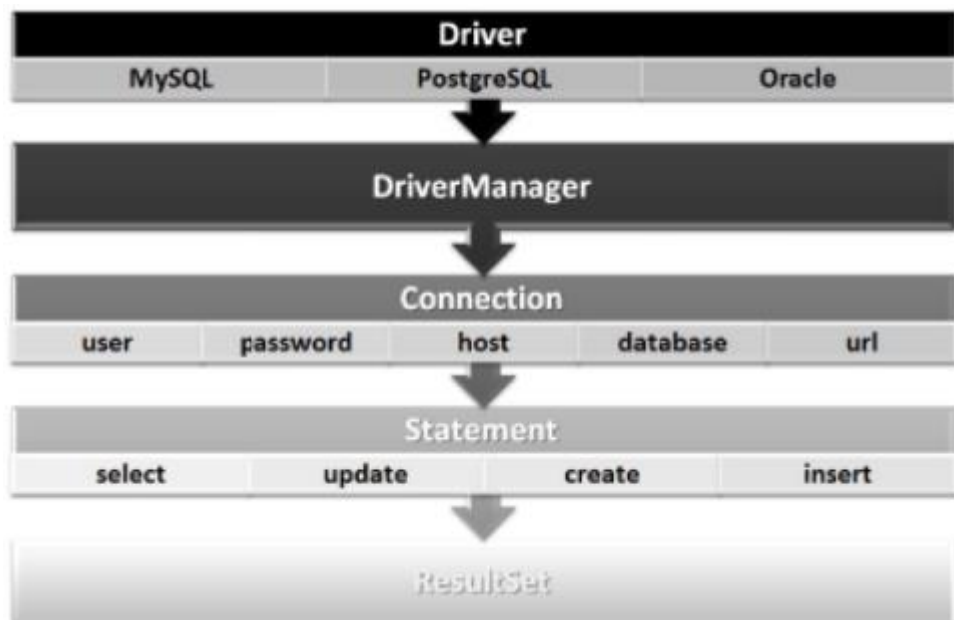 Driver
MySQL PostgreSQL Oracle
DriverManager
Connection
user password host database url
Statement
select update create insert
ResultSet